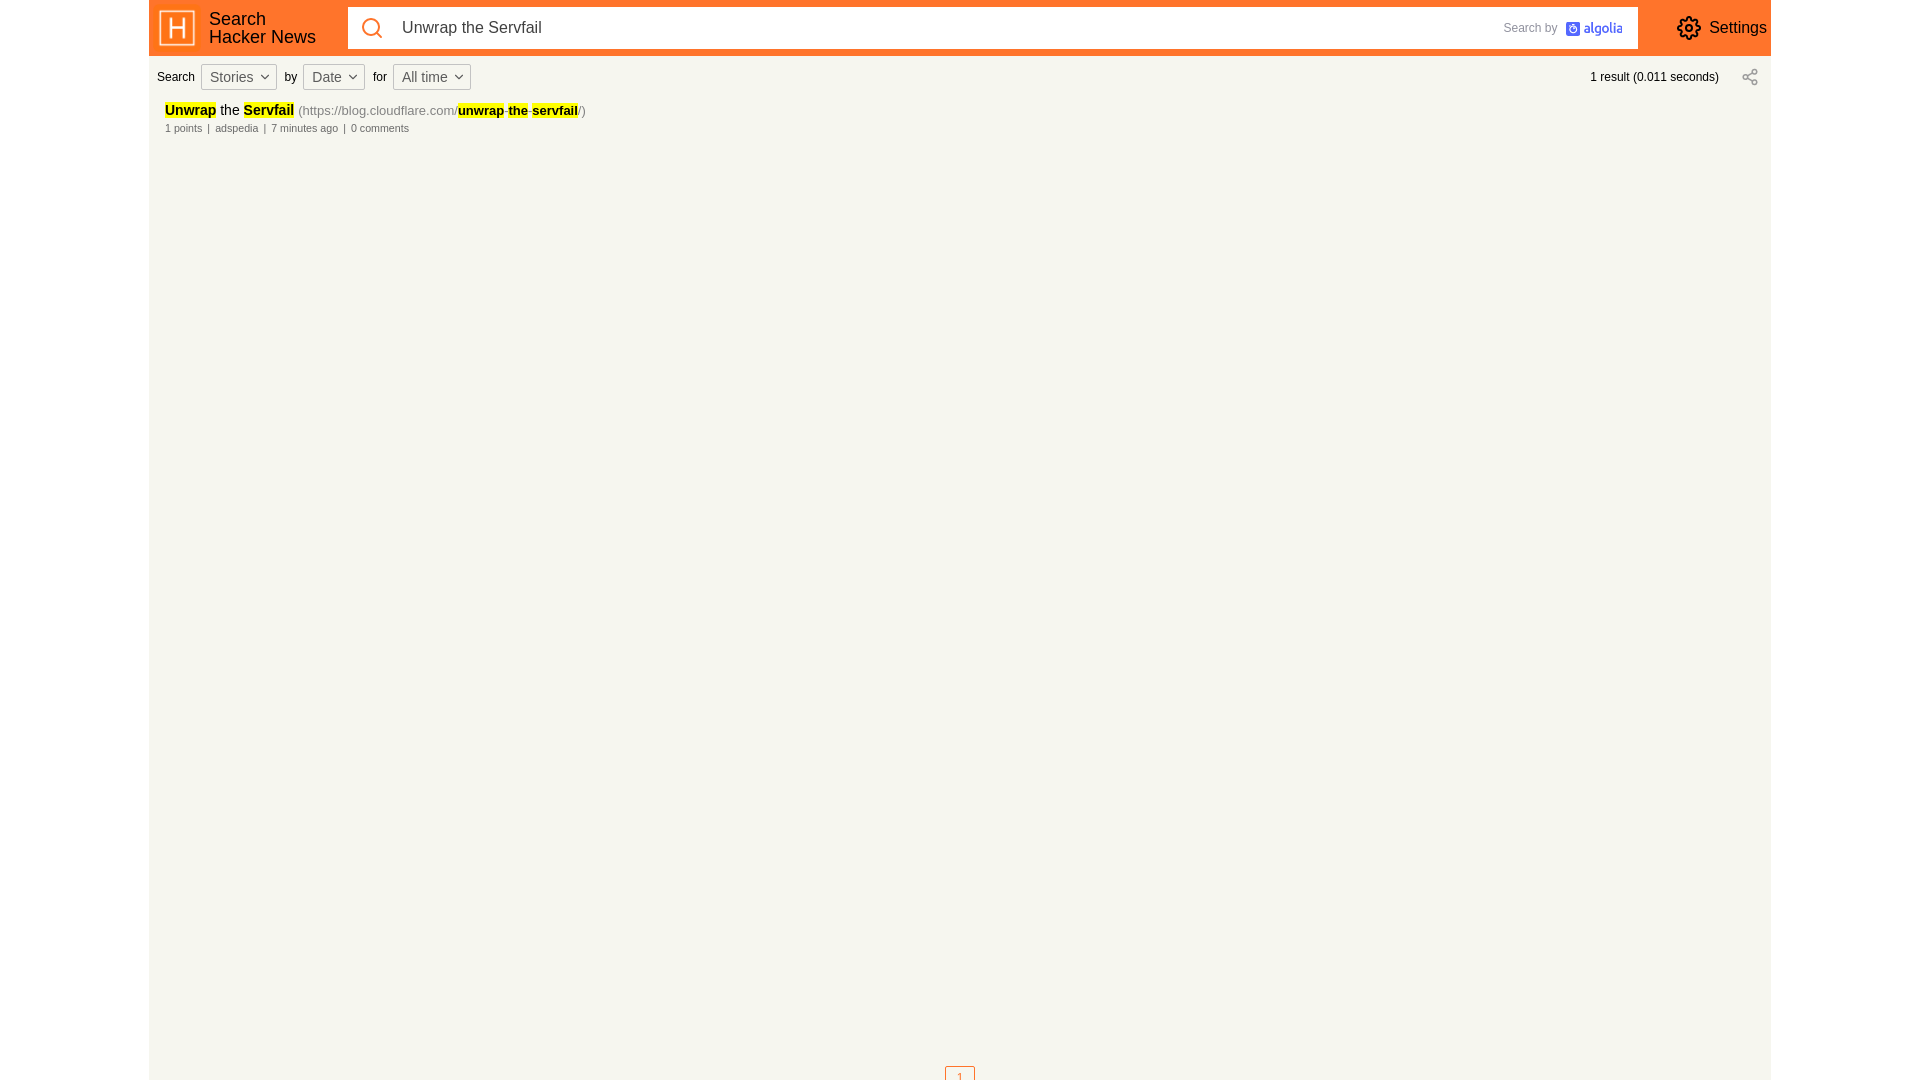 Search
Hacker News
Unwrap the Servfail
Search by algolia
Settings
Search Stories by Date for All time
1 result (0.011 seconds)
Unwrap the Servfail (https://blog.cloudflare.com/unwrap-the-servfail/)
1 points | adspedia | 7 minutes ago | 0 comments
1